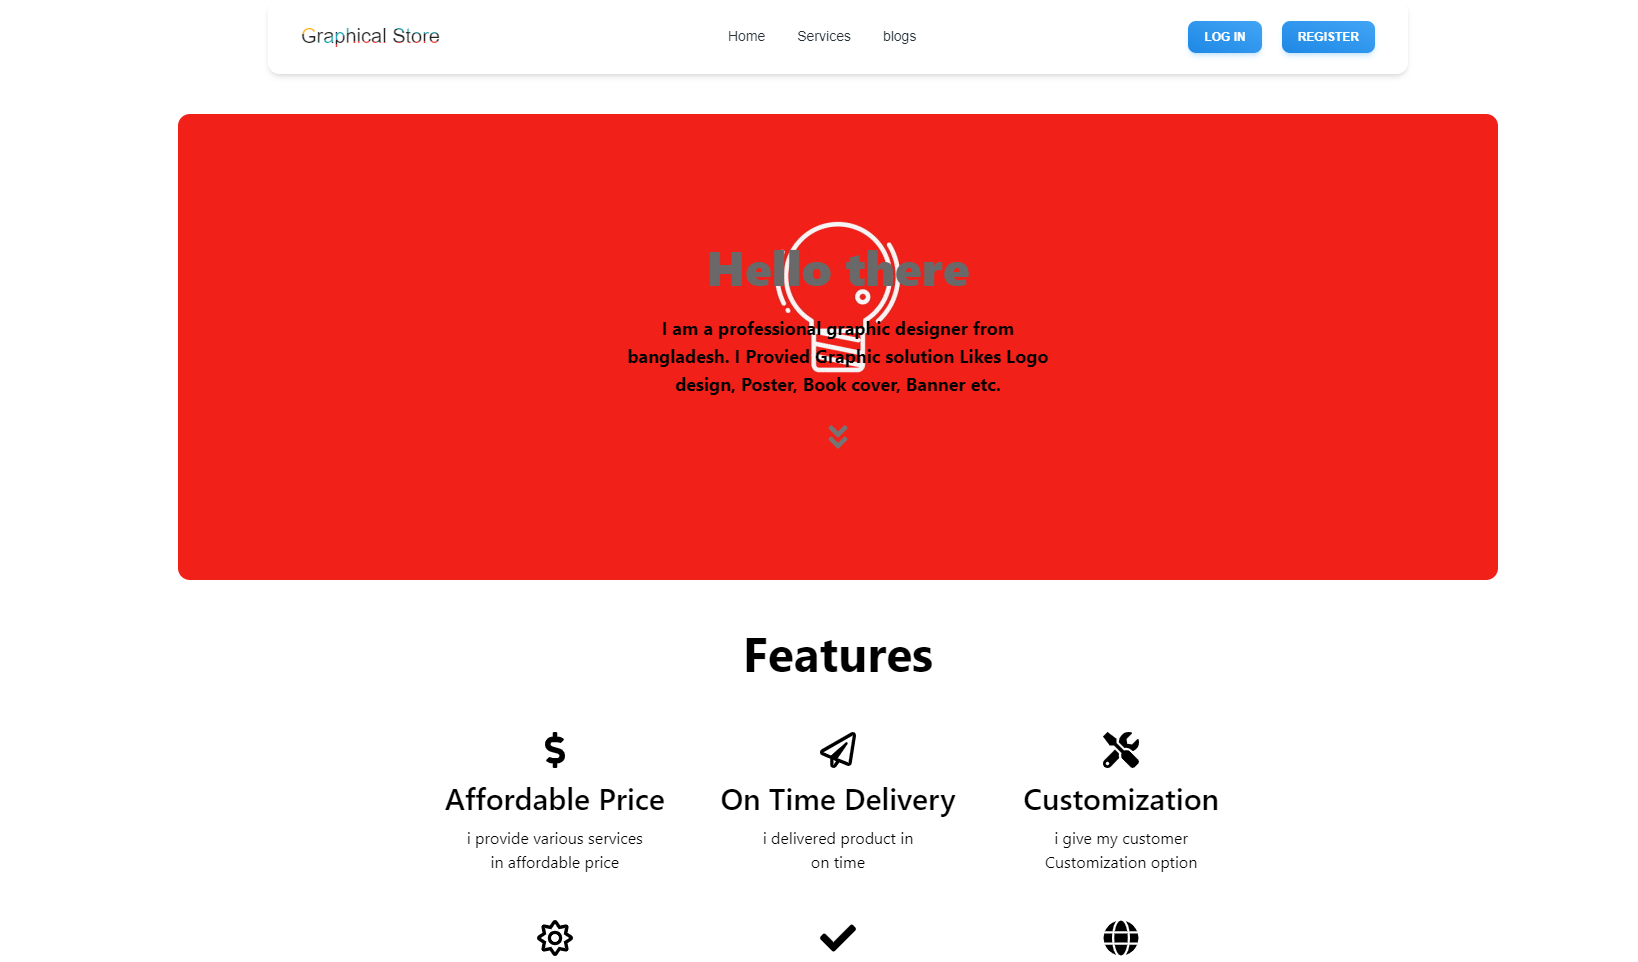 Graphical Store
Home
Services
blogs
LOG IN
REGISTER
Hello there
I am a professional graphic designer from
bangladesh. I Provied Graphic solution Likes Logo
design, Poster, Book cover, Banner etc.
Features
Affordable Price
i provide various services
in affordable price
On Time Delivery
i delivered product in
on time
Customization
i give my customer
Customization option